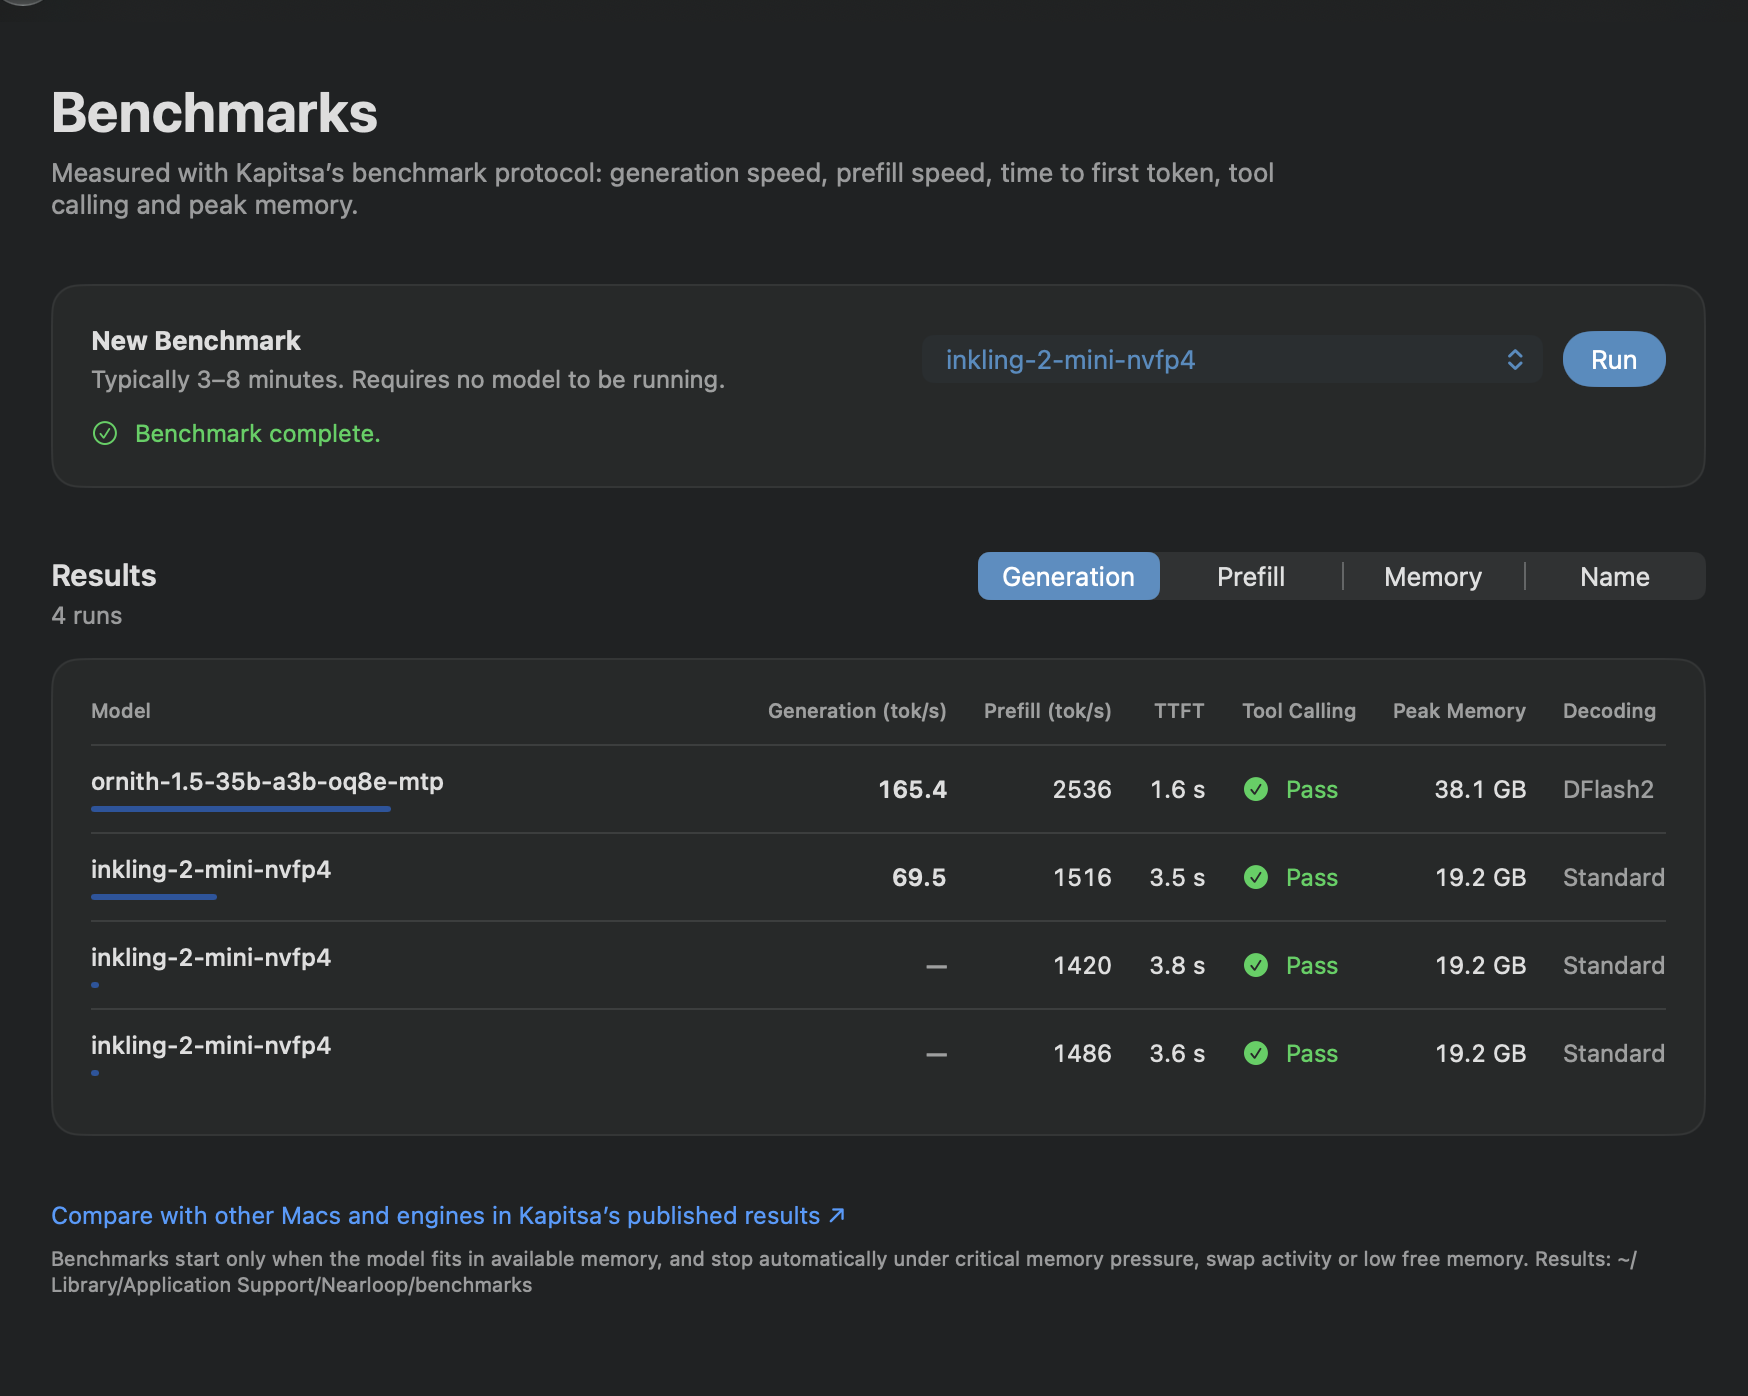 Benchmarks
Measured with Kapitsa’s benchmark protocol: generation speed, prefill speed, time to first token, tool
calling and peak memory.
New Benchmark
Typically 3–8 minutes. Requires no model to be running.
inkling-2-mini-nvfp4
Run
Benchmark complete.
Results
4 runs
Generation Prefill Memory Name
Model Generation (tok/s) Prefill (tok/s) TTFT Tool Calling Peak Memory Decoding
ornith-1.5-35b-a3b-oq8e-mtp 165.4 2536 1.6 s Pass 38.1 GB DFlash2
inkling-2-mini-nvfp4 69.5 1516 3.5 s Pass 19.2 GB Standard
inkling-2-mini-nvfp4 — 1420 3.8 s Pass 19.2 GB Standard
inkling-2-mini-nvfp4 — 1486 3.6 s Pass 19.2 GB Standard
Compare with other Macs and engines in Kapitsa’s published results ↗
Benchmarks start only when the model fits in available memory, and stop automatically under critical memory pressure, swap activity or low free memory. Results: ~/
Library/Application Support/Nearloop/benchmarks